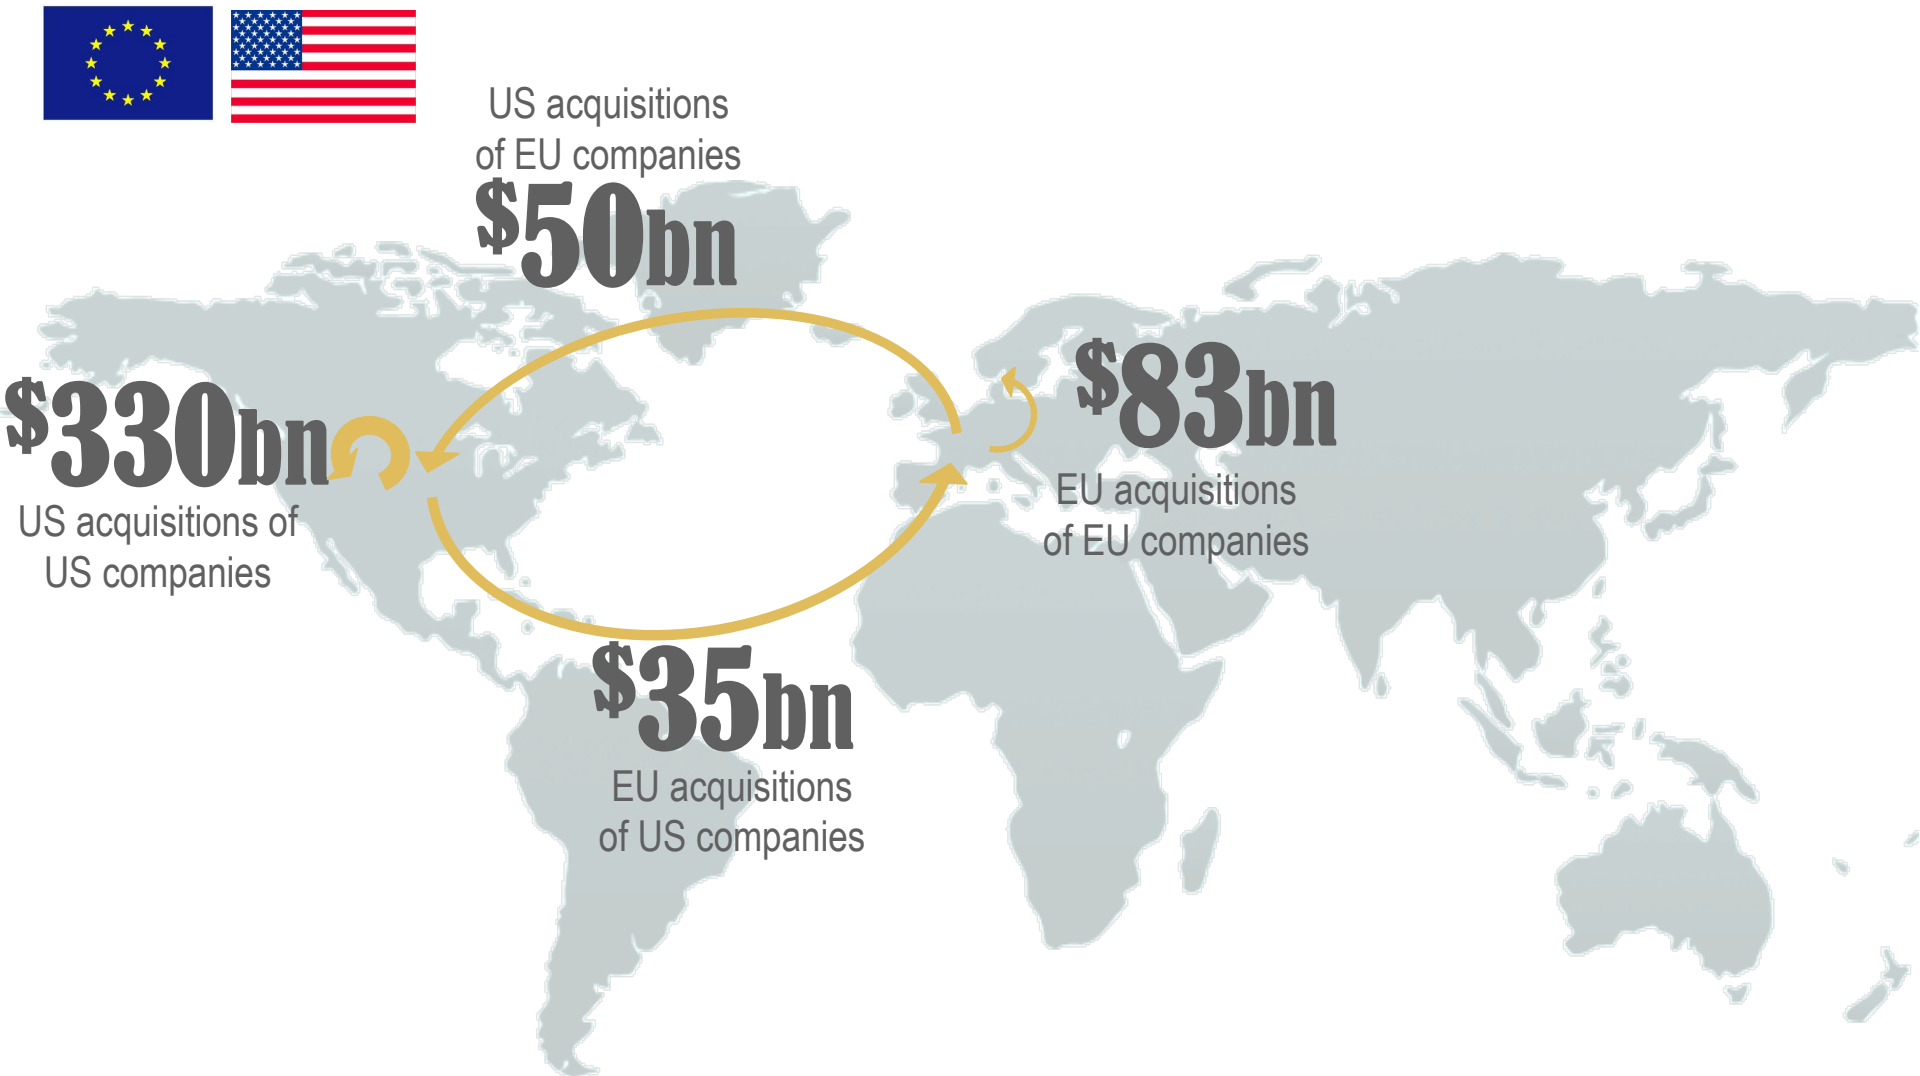 US acquisitions
of EU companies
$50bn
$330bn
US acquisitions of
US companies
$83bn
EU acquisitions
of EU companies
$35bn
EU acquisitions
of US companies